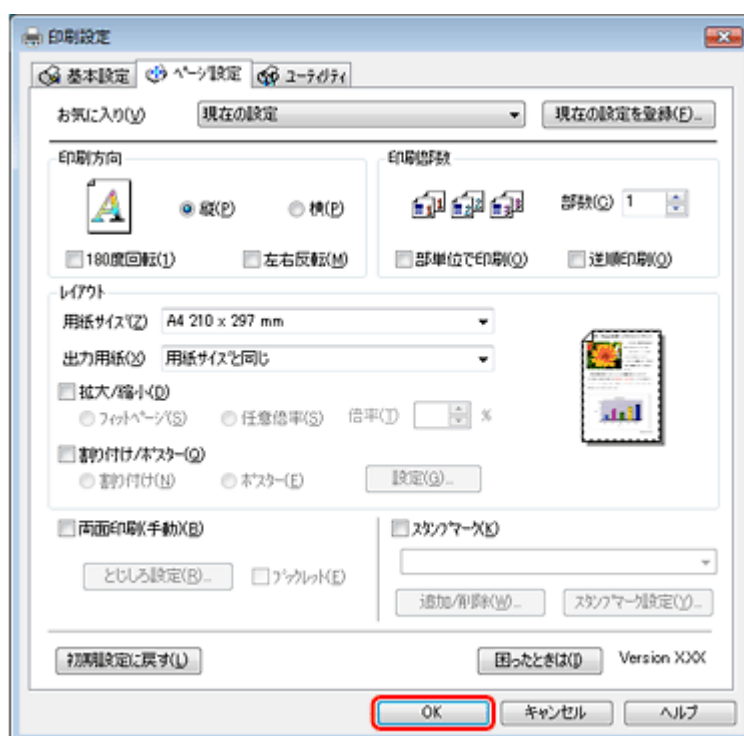 印刷設定
基本設定 ページ設定 ユーティリティ
お気に入り(V) 現在の設定 現在の設定を登録(F)...
印刷方向 印刷部数
縦(P) 横(P) 部数(C) 1
180度回転(1) 左右反転(M) 部単位で印刷(O) 逆順印刷(O)
レイアウト
用紙サイズ(Z) A4 210 x 297 mm
出力用紙(X) 用紙サイズと同じ
拡大/縮小(D)
フィットページ(S) 任意倍率(S) 倍率(T) %
割り付け/ポスター(Q)
割り付け(N) ポスター(E) 設定(G)...
両面印刷(手動)(B) スタンプマーク(K)
とじしろ設定(R)... ブックレット(E)
追加/削除(W)... スタンプマーク設定(Y)...
初期設定に戻す(L) 困ったときは(I) Version XXX
OK キャンセル ヘルプ